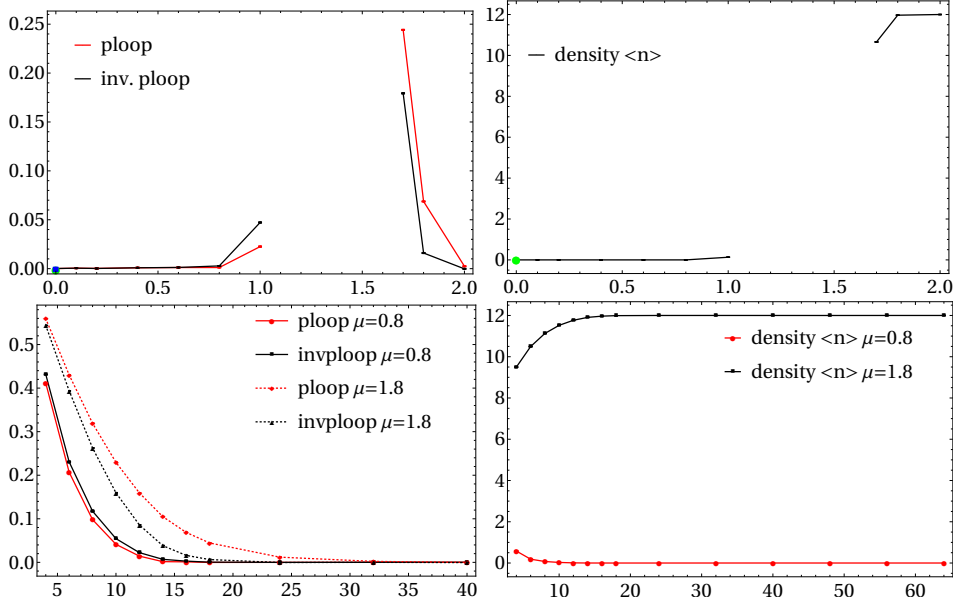 0.25
0.20
0.15
0.10
0.05
0.00
ploop
inv. ploop
0.0 0.5 1.0 1.5 2.0
12
10
8
6
4
2
0
density <n>
0.0 0.5 1.0 1.5 2.0
0.5
0.4
0.3
0.2
0.1
0.0
ploop μ=0.8
invploop μ=0.8
ploop μ=1.8
invploop μ=1.8
5 10 15 20 25 30 35 40
12
10
8
6
4
2
0
density <n> μ=0.8
density <n> μ=1.8
0 10 20 30 40 50 60